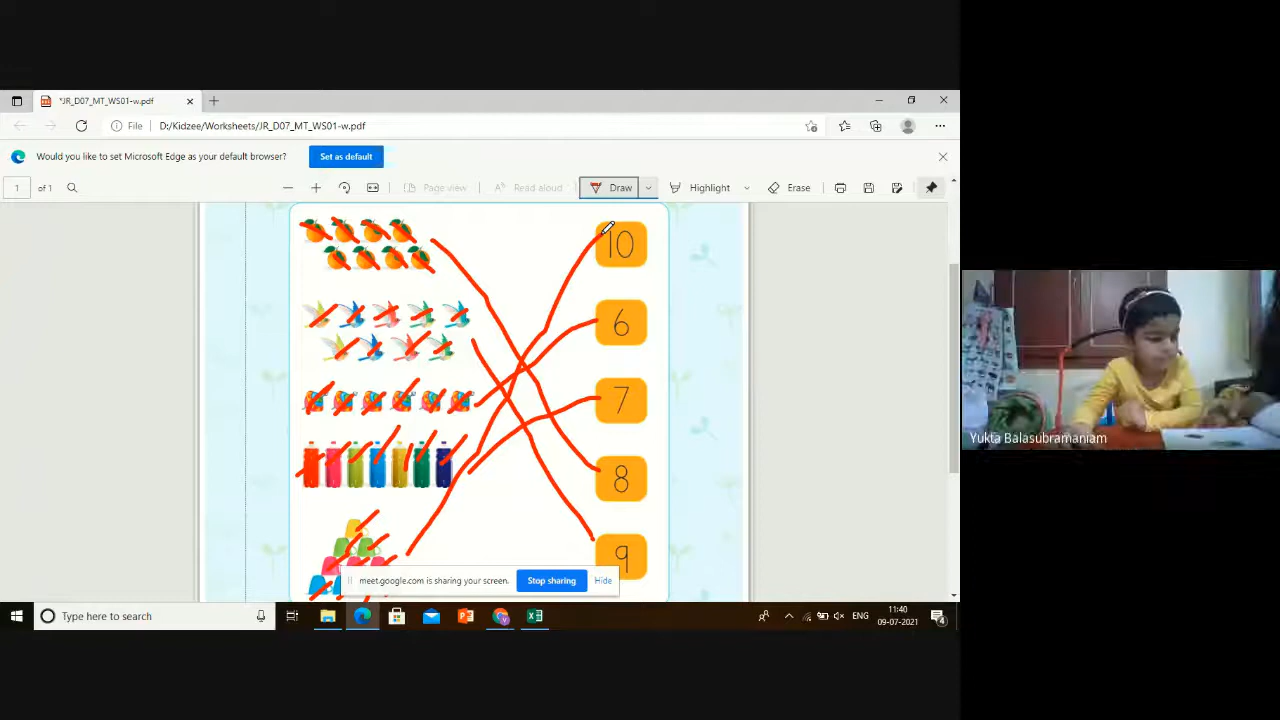 *JR_D07_MT_WS01-w.pdf
File D:/Kidzee/Worksheets/JR_D07_MT_WS01-w.pdf
Would you like to set Microsoft Edge as your default browser? Set as default
1 of 1 Page view Read aloud Draw Highlight Erase
10
6
7
8
9
Yukta Balasubramaniam
meet.google.com is sharing your screen. Stop sharing Hide
Type here to search
ENG
11:40
09-07-2021
4